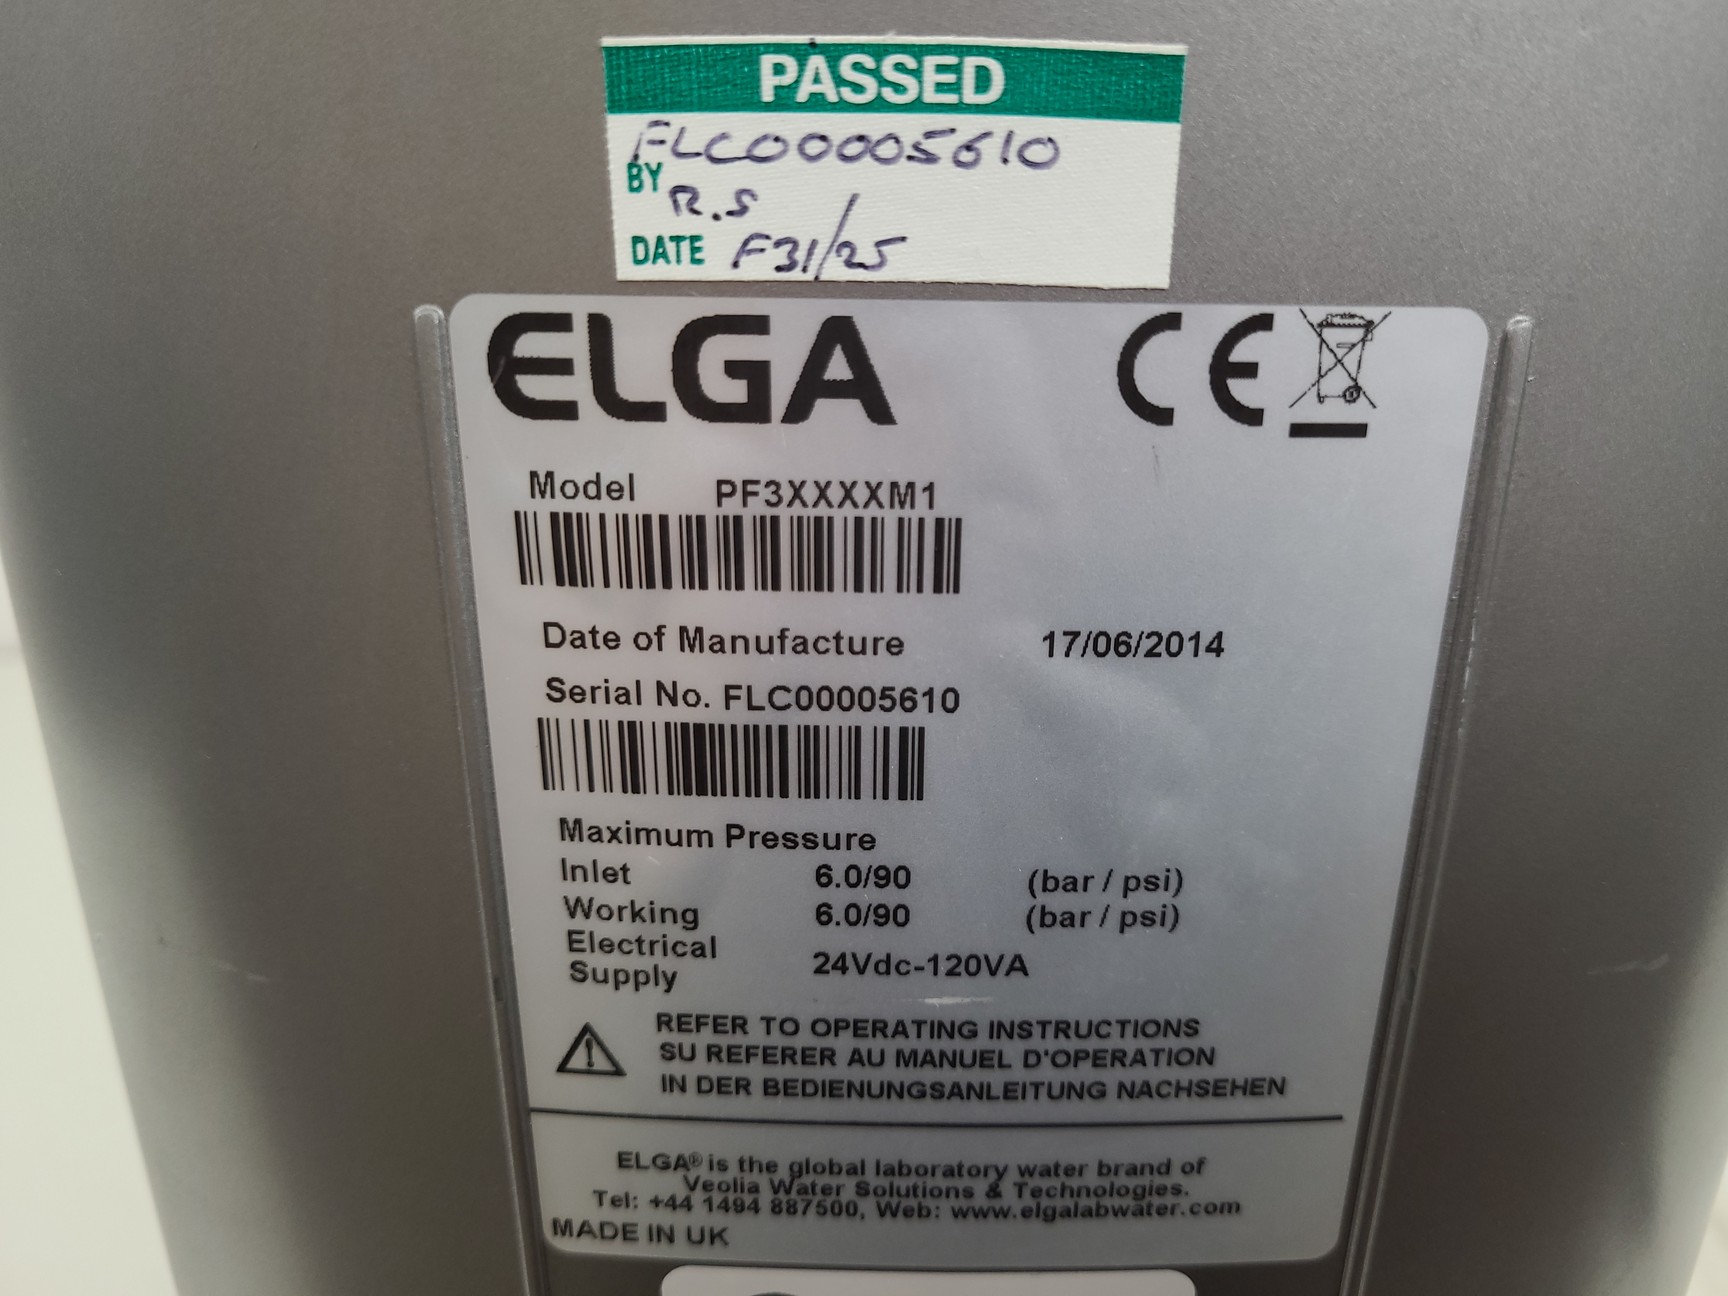 PASSED
FLC00005610
BY R.S
DATE F31/25
ELGA CE
Model PF3XXXXM1
Date of Manufacture 17/06/2014
Serial No. FLC00005610
Maximum Pressure
Inlet 6.0/90 (bar / psi)
Working 6.0/90 (bar / psi)
Electrical
Supply 24Vdc-120VA
REFER TO OPERATING INSTRUCTIONS
SU REFERER AU MANUEL D'OPERATION
IN DER BEDIENUNGSANLEITUNG NACHSEHEN
ELGA® is the global laboratory water brand of
Veolia Water Solutions & Technologies.
Tel: +44 1494 887500, Web: www.elgalabwater.com
MADE IN UK